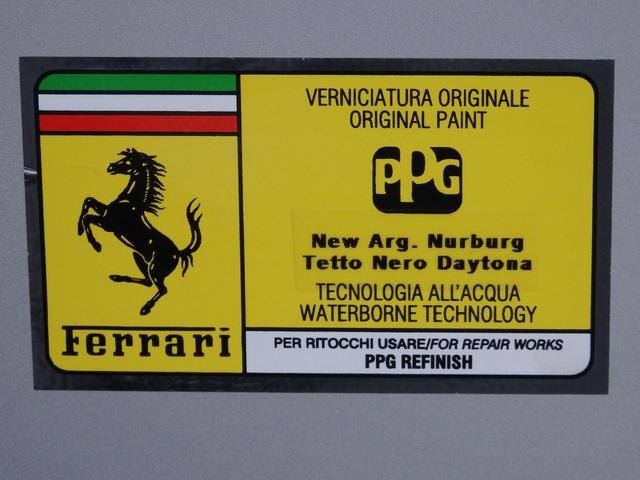 VERNICIATURA ORIGINALE
ORIGINAL PAINT
PPG
New Arg. Nurburg
Tetto Nero Daytona
TECNOLOGIA ALL'ACQUA
WATERBORNE TECHNOLOGY
Ferrari
PER RITOCCHI USARE/FOR REPAIR WORKS
PPG REFINISH